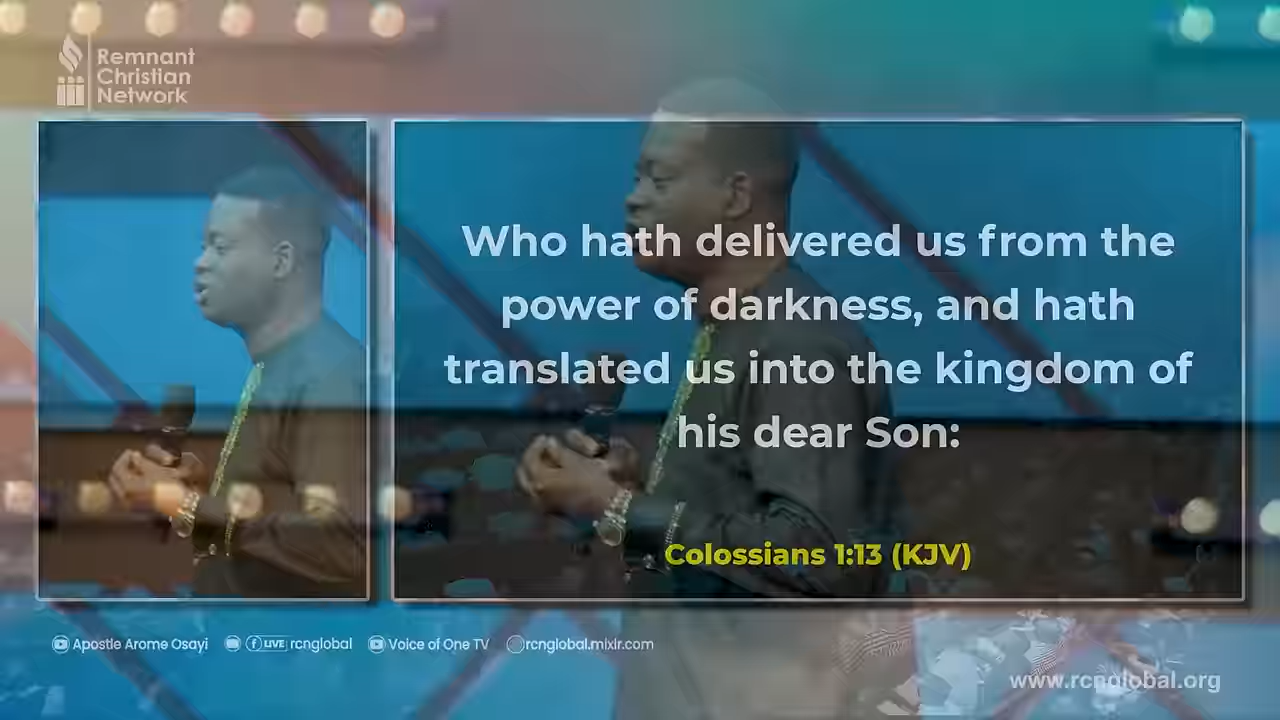 Remnant
Christian
Network
Who hath delivered us from the
power of darkness, and hath
translated us into the kingdom of
his dear Son:
Colossians 1:13 (KJV)
Apostle Arome Osayi f LIVE rcnglobal Voice of One TV rcnglobal.mixlr.com
www.rcnglobal.org